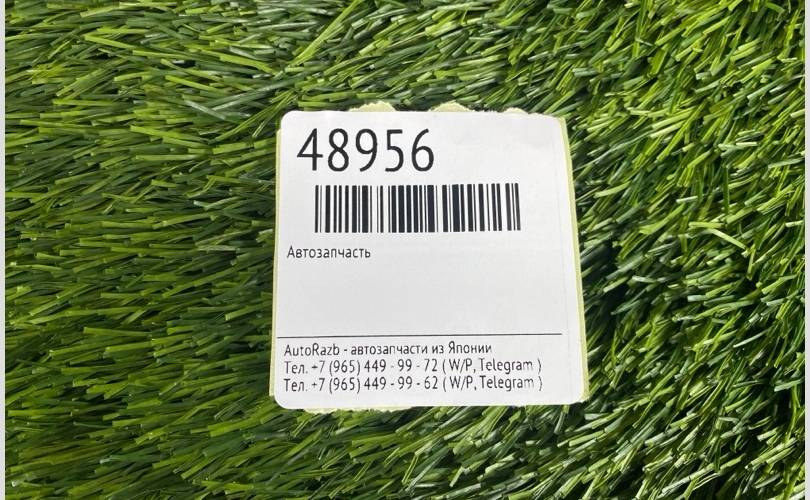 48956
Автозапчасть
AutoRazb - автозапчасти из Японии
Тел. +7 (965) 449 - 99 - 72 ( W/P, Telegram )
Тел. +7 (965) 449 - 99 - 62 ( W/P, Telegram )